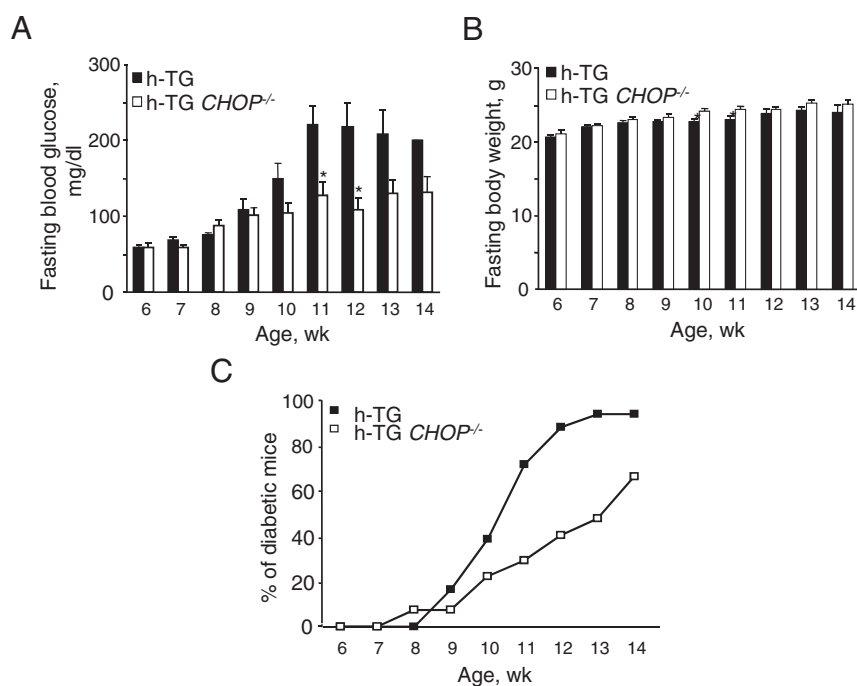 A
Fasting blood glucose,
mg/dl
300
200
100
0
h-TG
h-TG CHOP-/-
*
*
6 7 8 9 10 11 12 13 14
Age, wk
B
Fasting body weight, g
30
20
10
0
h-TG
h-TG CHOP-/-
*
*
6 7 8 9 10 11 12 13 14
Age, wk
C
% of diabetic mice
100
80
60
40
20
0
h-TG
h-TG CHOP-/-
6 7 8 9 10 11 12 13 14
Age, wk